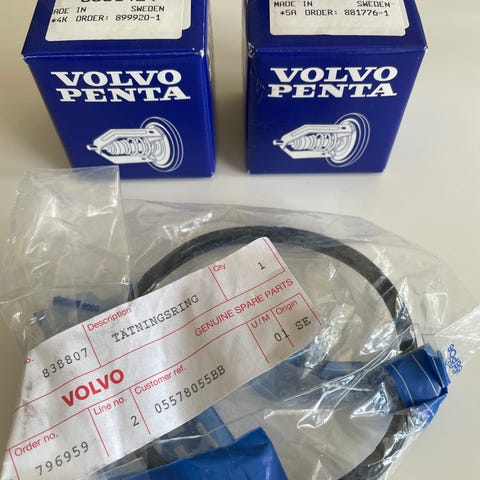 MADE IN SWEDEN
*4K ORDER: 899920-1
VOLVO
PENTA
MADE IN SWEDEN
*5A ORDER: 881776-1
VOLVO
PENTA
no.
838807
Description
TÄTNINGSRING
Qty
1
VOLVO
GENUINE SPARE PARTS
Order no.
796959
Line no.
2
Customer ref.
05578055BB
U/M
Origin
01 SE